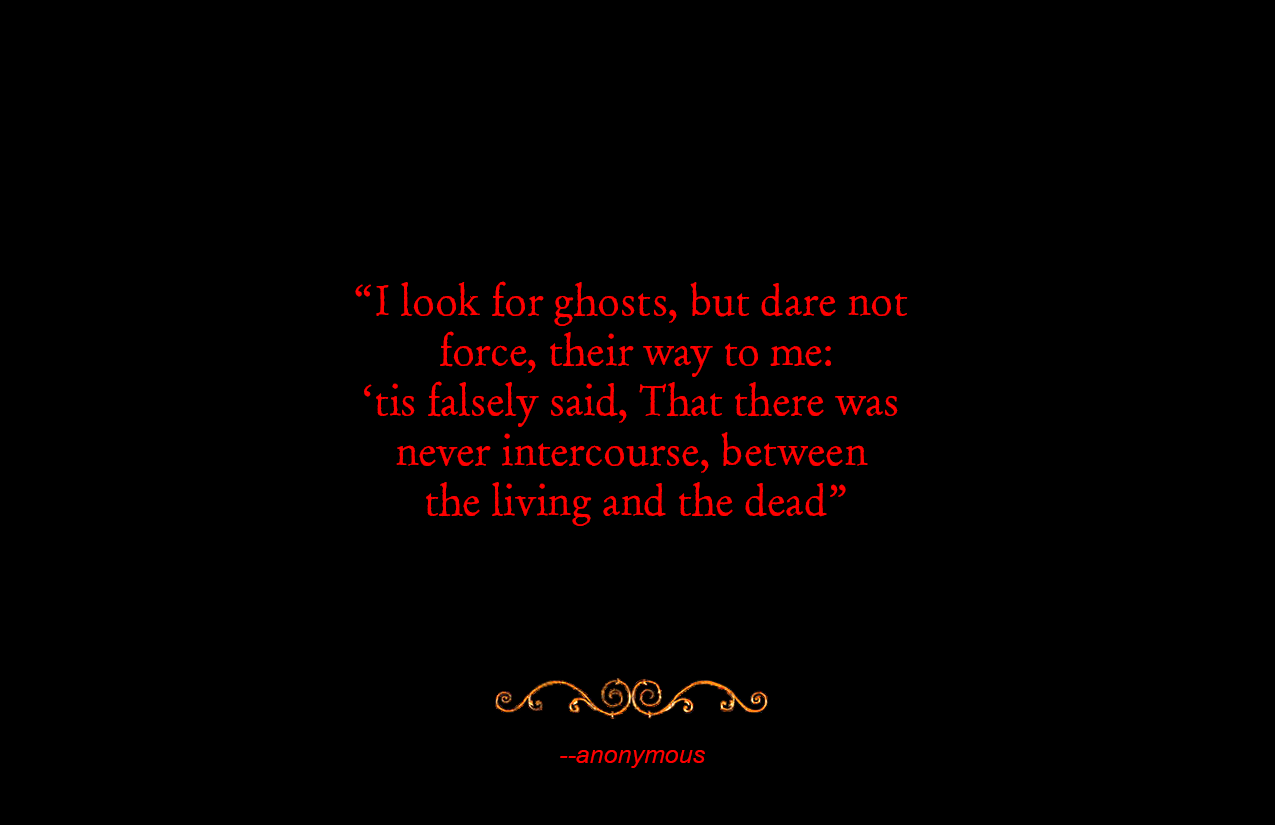 “I look for ghosts, but dare not
force, their way to me:
‘tis falsely said, That there was
never intercourse, between
the living and the dead”
--anonymous